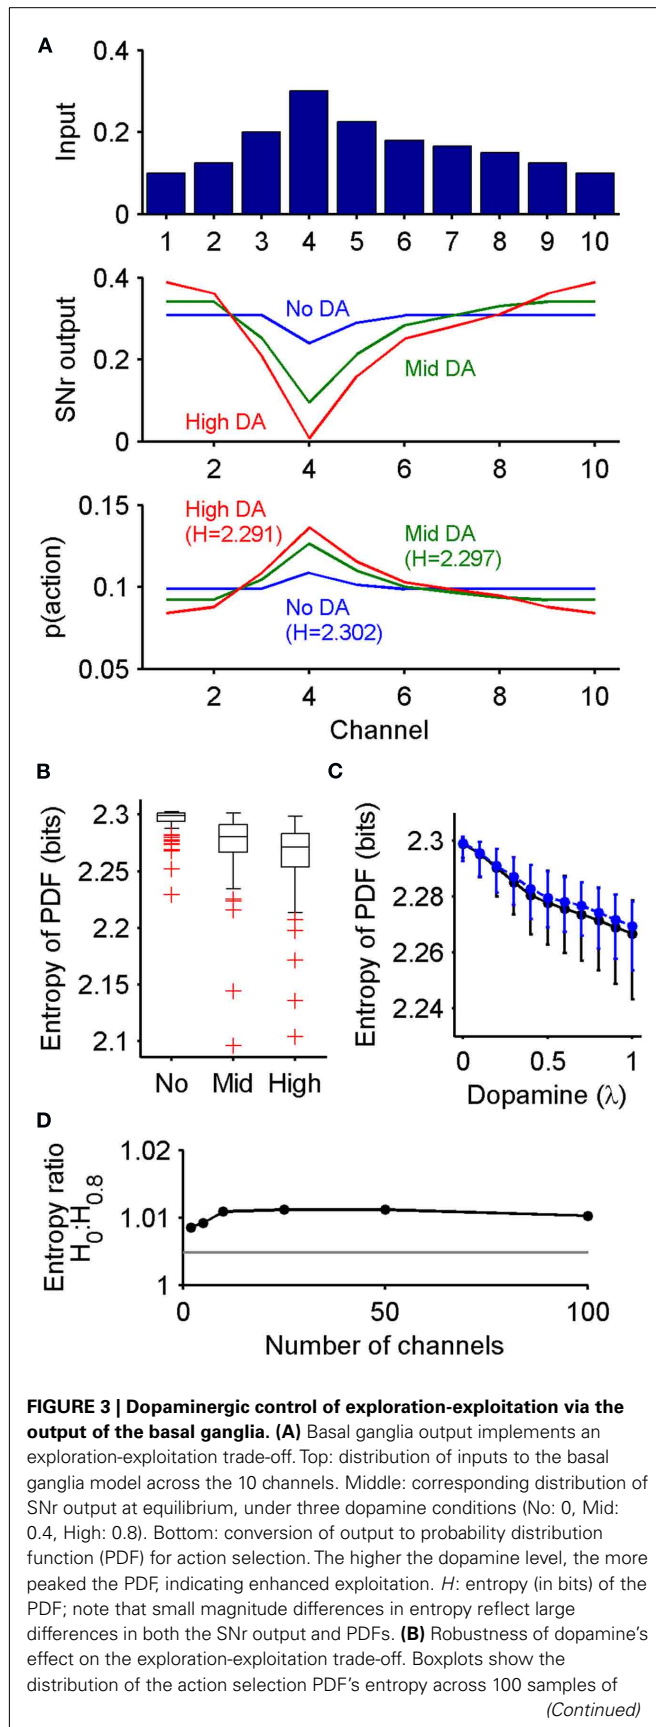 A
0.4
0.2
0
Input
1 2 3 4 5 6 7 8 9 10
0.4
0.2
0
SNr output
No DA
Mid DA
High DA
2 4 6 8 10
0.15
0.1
0.05
p(action)
High DA
(H=2.291)
Mid DA
(H=2.297)
No DA
(H=2.302)
2 4 6 8 10
Channel
B
2.3
2.25
2.2
2.15
2.1
Entropy of PDF (bits)
No Mid High
C
2.3
2.28
2.26
2.24
Entropy of PDF (bits)
0 0.5 1
Dopamine (λ)
D
1.02
1.01
1
Entropy ratio
H0:H0.8
0 50 100
Number of channels
FIGURE 3 | Dopaminergic control of exploration-exploitation via the
output of the basal ganglia. (A) Basal ganglia output implements an
exploration-exploitation trade-off. Top: distribution of inputs to the basal
ganglia model across the 10 channels. Middle: corresponding distribution of
SNr output at equilibrium, under three dopamine conditions (No: 0, Mid:
0.4, High: 0.8). Bottom: conversion of output to probability distribution
function (PDF) for action selection. The higher the dopamine level, the more
peaked the PDF, indicating enhanced exploitation. H: entropy (in bits) of the
PDF; note that small magnitude differences in entropy reflect large
differences in both the SNr output and PDFs. (B) Robustness of dopamine's
effect on the exploration-exploitation trade-off. Boxplots show the
distribution of the action selection PDF's entropy across 100 samples of
(Continued)